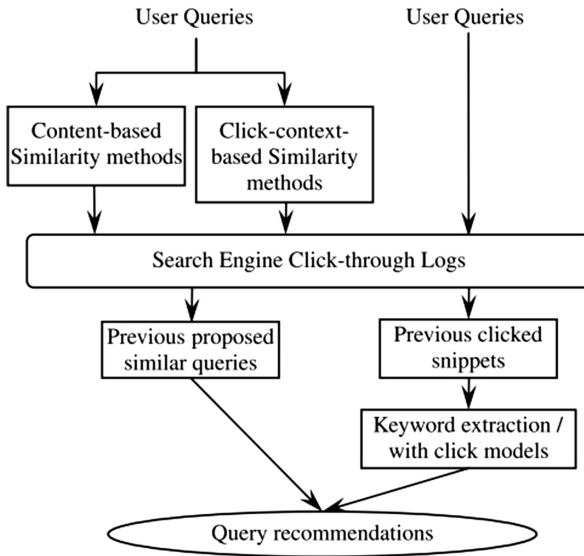 User Queries
User Queries
Content-based
Similarity methods
Click-context-
based Similarity
methods
Search Engine Click-through Logs
Previous proposed
similar queries
Previous clicked
snippets
Keyword extraction /
with click models
Query recommendations